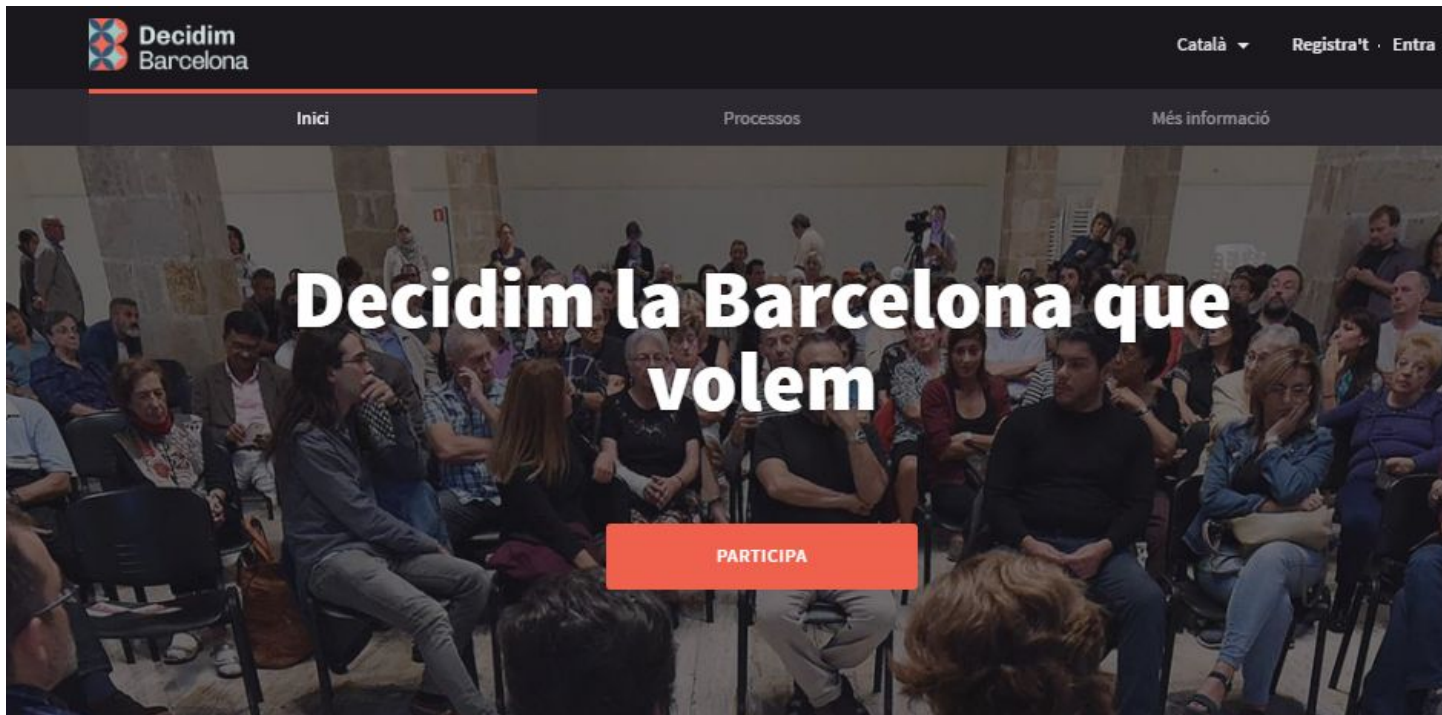 Decidim
Barcelona
Català
Registra't · Entra
Inici
Processos
Més informació
Decidim la Barcelona que
volem
PARTICIPA